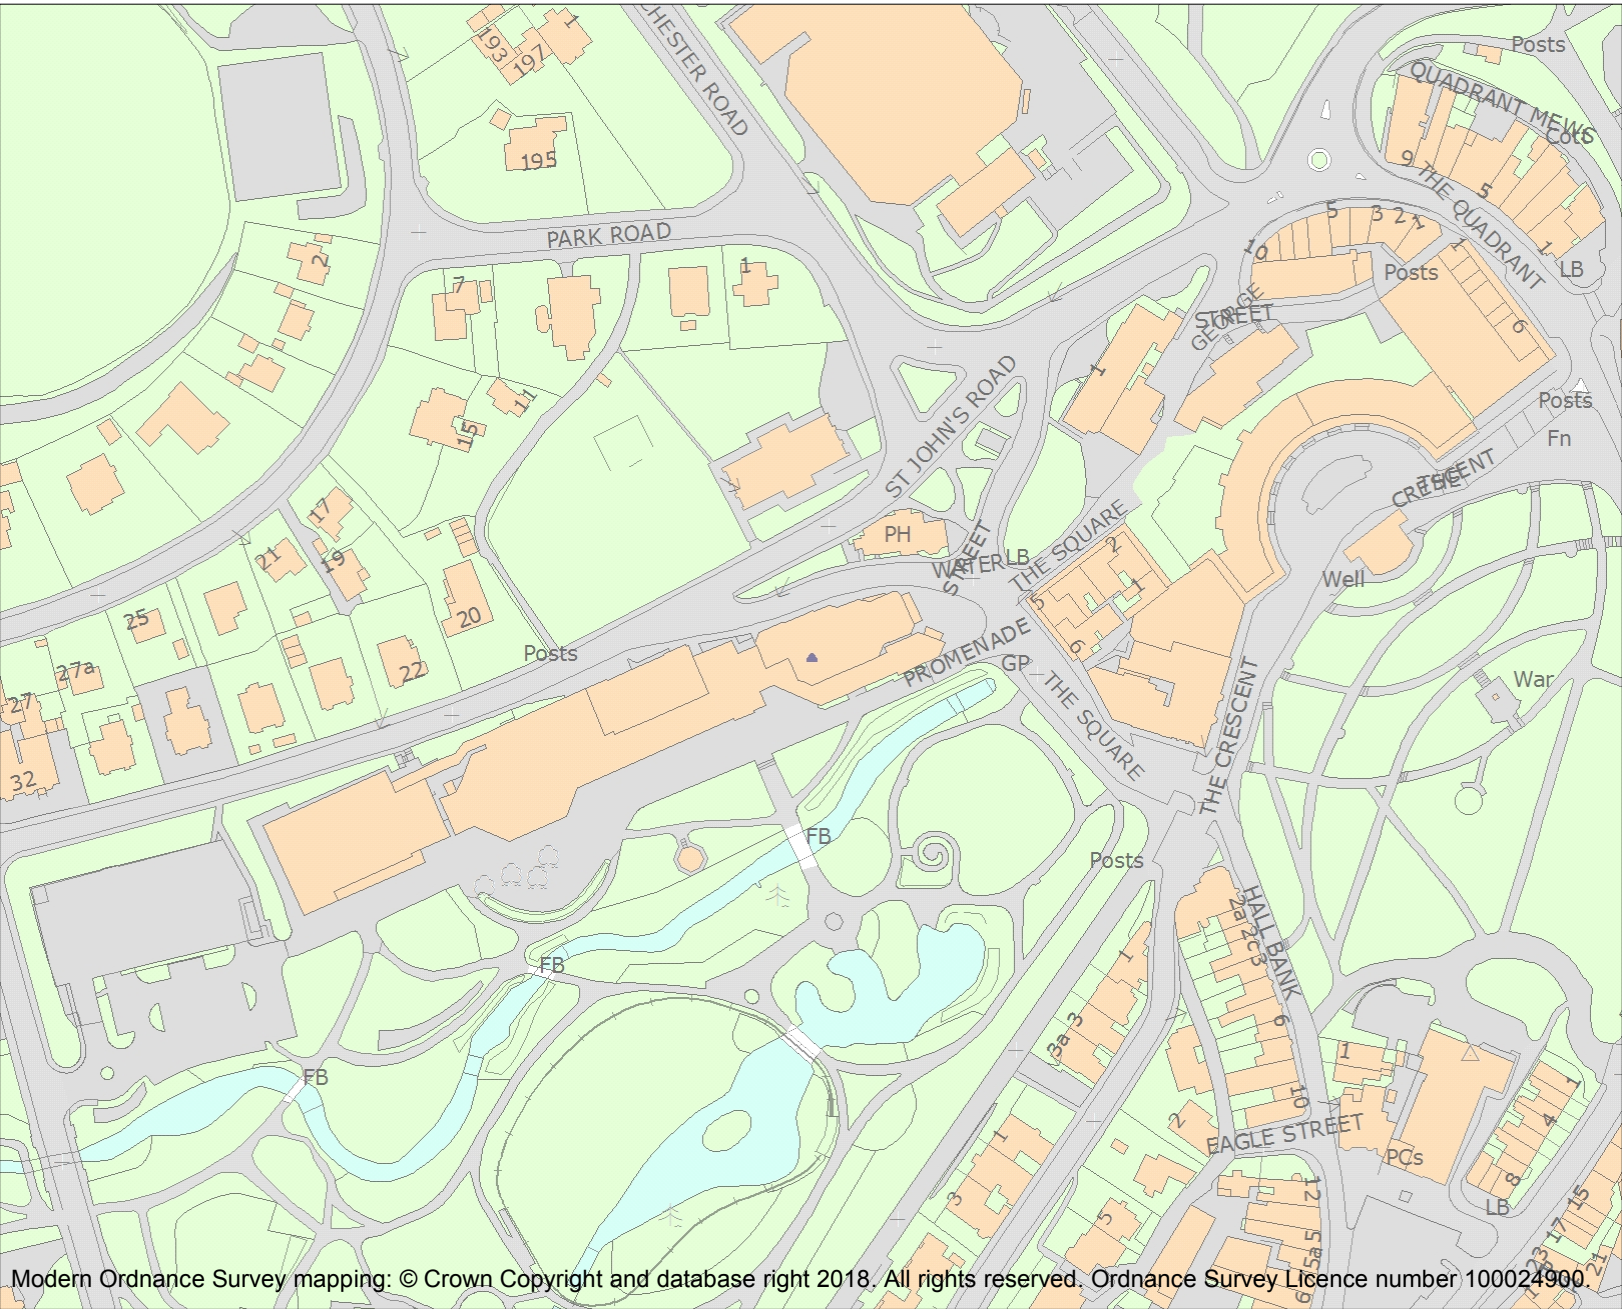 193
197
1
CHESTER ROAD
Posts
QUADRANT MEWS
Cott
195
9
THE QUADRANT
5
1
LB
PARK ROAD
2
7
1
5
3
2
1
10
1
Posts
6
GEORGE
STREET
1
11
15
ST JOHN'S ROAD
Posts
Fn
THE
CRESCENT
17
21
19
PH
WATER
STREET
LB
THE SQUARE
2
1
5
6
Well
25
20
Posts
22
27a
27
32
PROMENADE
GP
THE SQUARE
THE CRESCENT
War
FB
Posts
HALL BANK
2a
2c
3
6
10
FB
1
3
3a
FB
1
1
4
8
2
EAGLE STREET
PCs
LB
1
3
5
12
15
17
21
23
5
5a
6
Modern Ordnance Survey mapping: © Crown Copyright and database right 2018. All rights reserved. Ordnance Survey Licence number 100024900.